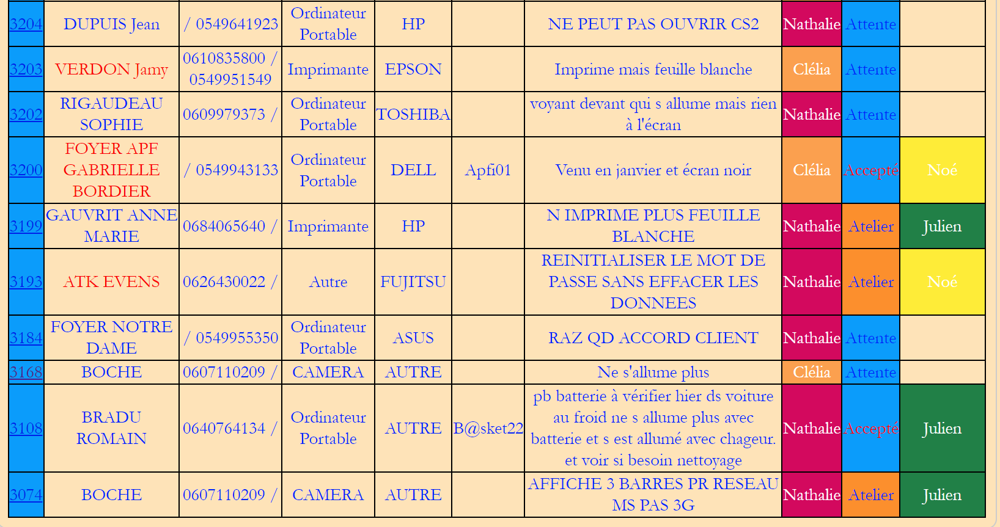 3204 DUPUIS Jean / 0549641923 Ordinateur Portable HP NE PEUT PAS OUVRIR CS2 Nathalie Attente
3203 VERDON Jamy 0610835800 / 0549951549 Imprimante EPSON Imprime mais feuille blanche Clélia Attente
3202 RIGAUDEAU SOPHIE 0609979373 / Ordinateur Portable TOSHIBA voyant devant qui s allume mais rien à l'écran Nathalie Attente
3200 FOYER APF GABRIELLE BORDIER / 0549943133 Ordinateur Portable DELL Apfi01 Venu en janvier et écran noir Clélia Accepté Noé
3199 GAUVRIT ANNE MARIE 0684065640 / Imprimante HP N IMPRIME PLUS FEUILLE BLANCHE Nathalie Atelier Julien
3193 ATK EVENS 0626430022 / Autre FUJITSU REINITIALISER LE MOT DE PASSE SANS EFFACER LES DONNEES Nathalie Atelier Noé
3184 FOYER NOTRE DAME / 0549955350 Ordinateur Portable ASUS RAZ QD ACCORD CLIENT Nathalie Attente
3168 BOCHE 0607110209 / CAMERA AUTRE Ne s'allume plus Clélia Attente
3108 BRADU ROMAIN 0640764134 / Ordinateur Portable AUTRE B@sket22 pb batterie à vérifier hier ds voiture au froid ne s allume plus avec batterie et s est allumé avec chageur. et voir si besoin nettoyage Nathalie Accepté Julien
3074 BOCHE 0607110209 / CAMERA AUTRE AFFICHE 3 BARRES PR RESEAU MS PAS 3G Nathalie Atelier Julien